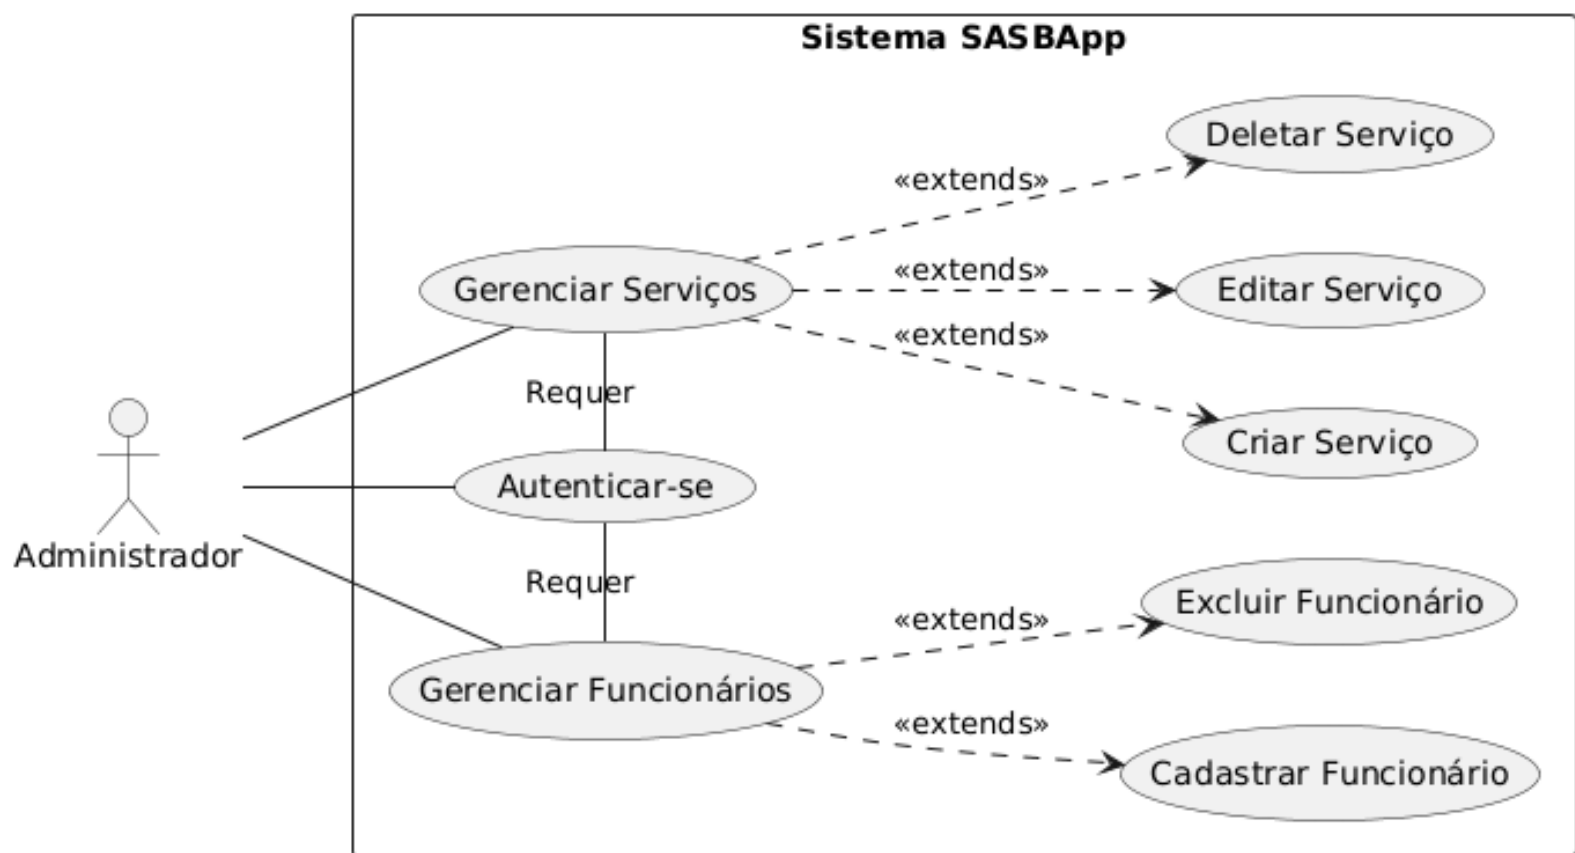 Sistema SASBApp
Deletar Serviço
«extends»
Gerenciar Serviços
«extends»
Editar Serviço
«extends»
Requer
Criar Serviço
Autenticar-se
Administrador
Requer
Excluir Funcionário
«extends»
Gerenciar Funcionários
«extends»
Cadastrar Funcionário